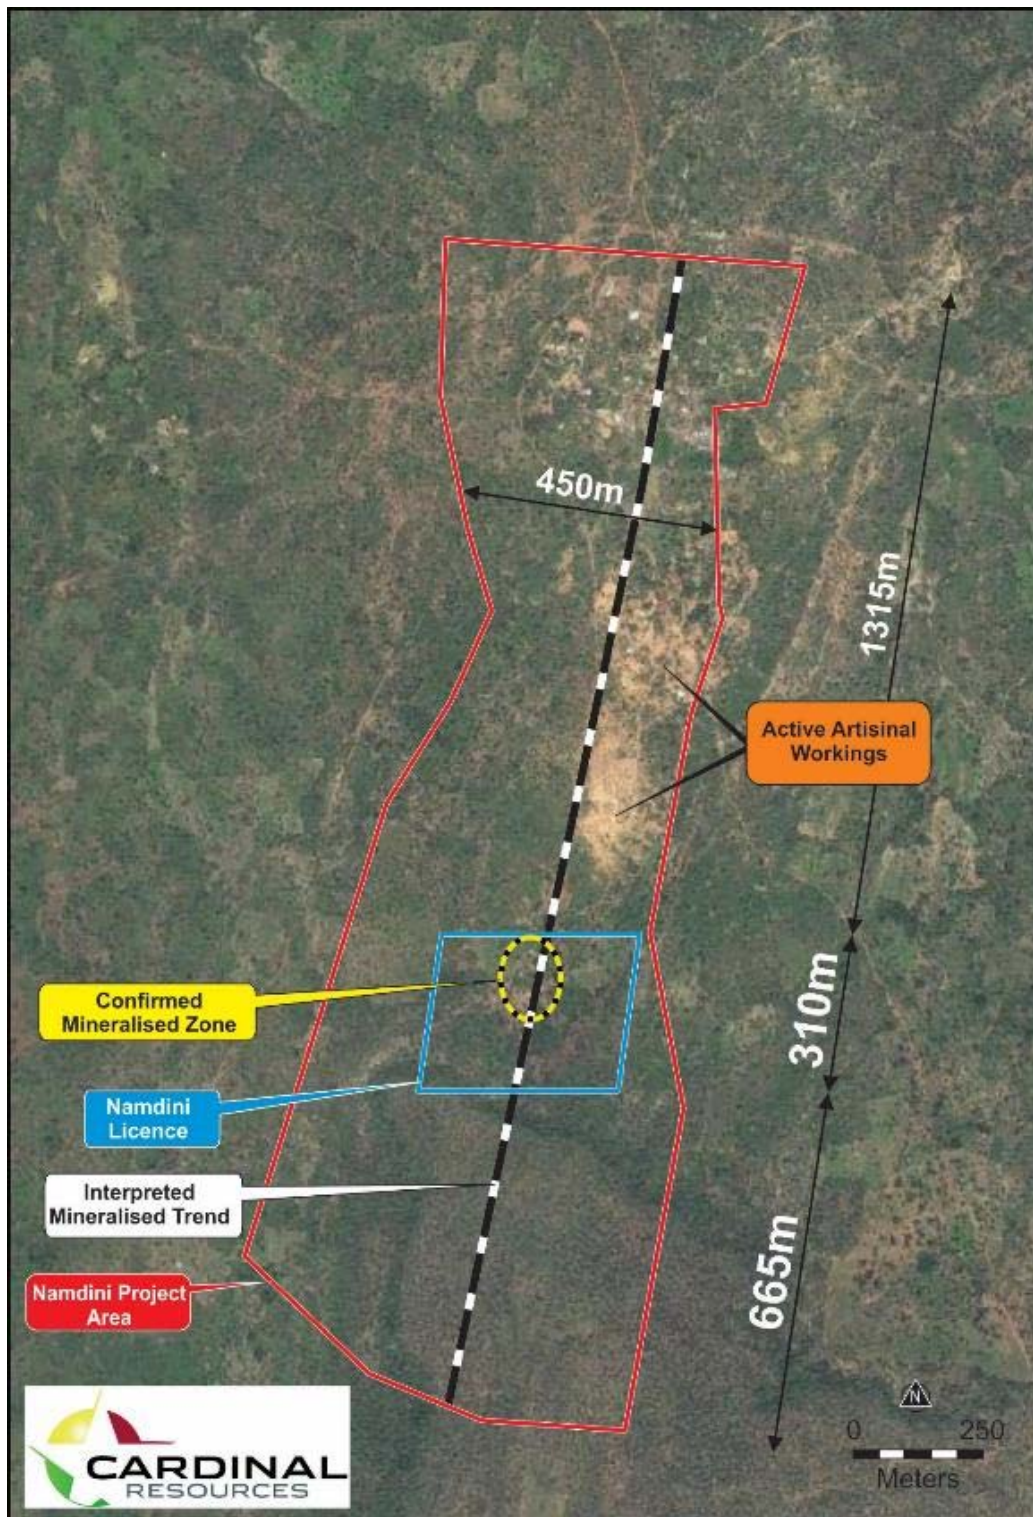 450m
1315m
Active Artisinal
Workings
Confirmed
Mineralised Zone
310m
Namdini
Licence
Interpreted
Mineralised Trend
665m
Namdini Project
Area
N
0 250
Meters
CARDINAL
RESOURCES